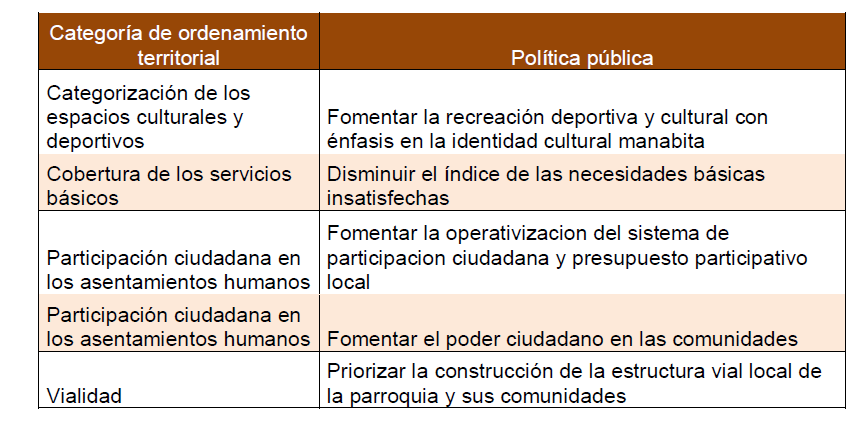 Categoría de ordenamiento
territorial
Política pública
Categorización de los
espacios culturales y
deportivos
Fomentar la recreación deportiva y cultural con
énfasis en la identidad cultural manabita
Cobertura de los servicios
básicos
Disminuir el índice de las necesidades básicas
insatisfechas
Participación ciudadana en
los asentamientos humanos
Fomentar la operativizacion del sistema de
participacion ciudadana y presupuesto participativo
local
Participación ciudadana en
los asentamientos humanos
Fomentar el poder ciudadano en las comunidades
Vialidad
Priorizar la construcción de la estructura vial local de
la parroquia y sus comunidades